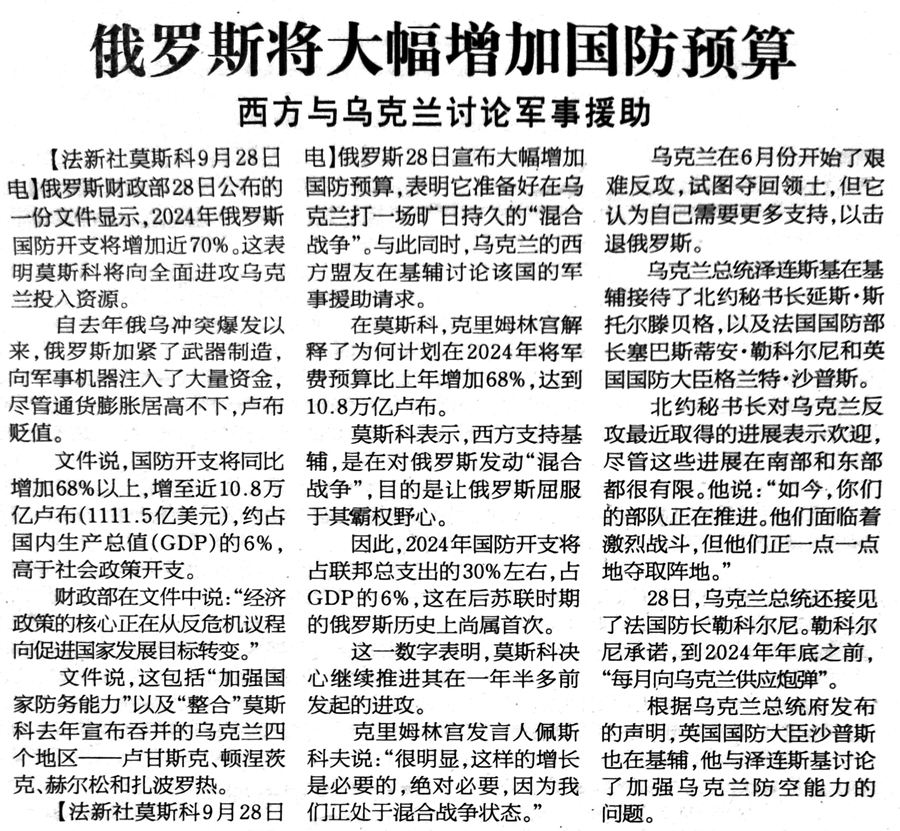 俄罗斯将大幅增加国防预算
西方与乌克兰讨论军事援助
【法新社莫斯科9月28日
电】俄罗斯财政部28日公布的
一份文件显示,2024年俄罗斯
国防开支将增加近70%。这表
明莫斯科将向全面进攻乌克
兰投入资源。
自去年俄乌冲突爆发以
来,俄罗斯加紧了武器制造,
向军事机器注入了大量资金,
尽管通货膨胀居高不下,卢布
贬值。
文件说,国防开支将同比
增加68%以上,增至近10.8万
亿卢布(1111.5亿美元),约占
国内生产总值(GDP)的6%,
高于社会政策开支。
财政部在文件中说:“经济
政策的核心正在从反危机议程
向促进国家发展目标转变。”
文件说,这包括“加强国
家防务能力”以及“整合”莫斯
科去年宣布吞并的乌克兰四
个地区——卢甘斯克、顿涅茨
克、赫尔松和扎波罗热。
【法新社莫斯科9月28日
电】俄罗斯28日宣布大幅增加
国防预算,表明它准备好在乌
克兰打一场旷日持久的“混合
战争”。与此同时,乌克兰的西
方盟友在基辅讨论该国的军
事援助请求。
在莫斯科,克里姆林宫解
释了为何计划在2024年将军
费预算比上年增加68%,达到
10.8万亿卢布。
莫斯科表示,西方支持基
辅,是在对俄罗斯发动“混合
战争”,目的是让俄罗斯屈服
于其霸权野心。
因此,2024年国防开支将
占联邦总支出的30%左右,占
GDP的6%,这在后苏联时期
的俄罗斯历史上尚属首次。
这一数字表明,莫斯科决
心继续推进其在一年半多前
发起的进攻。
克里姆林宫发言人佩斯
科夫说:“很明显,这样的增长
是必要的,绝对必要,因为我
们正处于混合战争状态。”
乌克兰在6月份开始了艰
难反攻,试图夺回领土,但它
认为自己需要更多支持,以击
退俄罗斯。
乌克兰总统泽连斯基在基
辅接待了北约秘书长延斯·斯
托尔滕贝格,以及法国国防部
长塞巴斯蒂安·勒科尔尼和英
国国防大臣格兰特·沙普斯。
北约秘书长对乌克兰反
攻最近取得的进展表示欢迎,
尽管这些进展在南部和东部
都很有限。他说:“如今,你们
的部队正在推进。他们面临着
激烈战斗,但他们正一点一点
地夺取阵地。”
28日,乌克兰总统还接见
了法国防长勒科尔尼。勒科尔
尼承诺,到2024年年底之前,
“每月向乌克兰供应炮弹”。
根据乌克兰总统府发布
的声明,英国国防大臣沙普斯
也在基辅,他与泽连斯基讨论
了加强乌克兰防空能力的
问题。